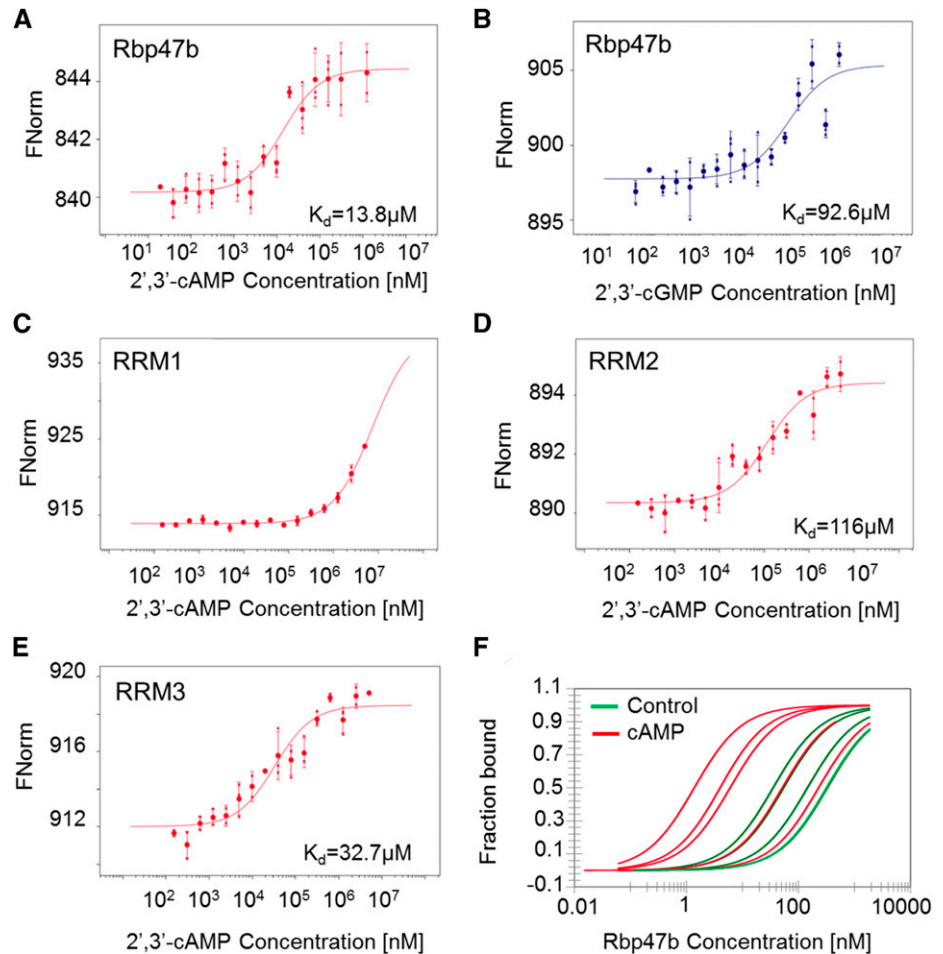 A
Rbp47b
844
842
840
FNorm
K_d=13.8µM
10¹ 10² 10³ 10⁴ 10⁵ 10⁶ 10⁷
2',3'-cAMP Concentration [nM]
B
Rbp47b
905
900
895
FNorm
K_d=92.6µM
10¹ 10² 10³ 10⁴ 10⁵ 10⁶ 10⁷
2',3'-cGMP Concentration [nM]
C
RRM1
935
925
915
FNorm
10² 10³ 10⁴ 10⁵ 10⁶ 10⁷
2',3'-cAMP Concentration [nM]
D
RRM2
894
892
890
FNorm
K_d=116µM
10² 10³ 10⁴ 10⁵ 10⁶ 10⁷
2',3'-cAMP Concentration [nM]
E
RRM3
920
916
912
FNorm
K_d=32.7µM
10² 10³ 10⁴ 10⁵ 10⁶ 10⁷
2',3'-cAMP Concentration [nM]
F
1.1
0.9
0.7
0.5
0.3
0.1
-0.1
Fraction bound
Control
cAMP
0.01 1 100 10000
Rbp47b Concentration [nM]